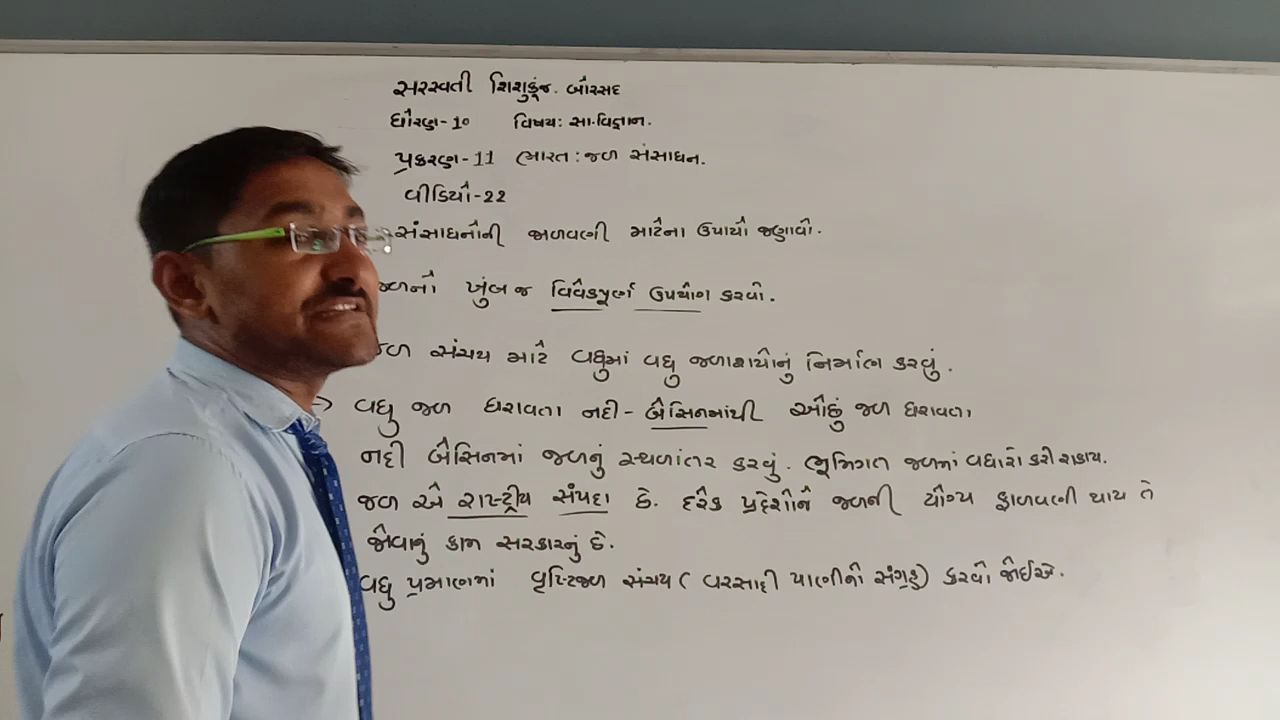 સરસ્વતી શિશુકુંજ. બોરસદ
ધોરણ-10 વિષય: સા.વિજ્ઞાન.
પ્રકરણ-11 ભારત: જળ સંસાધન.
વીડિયો-22
સંસાધનોની જાળવણી માટેના ઉપાયો જણાવો.
જળનો ખુબ જ વિવેકપૂર્ણ ઉપયોગ કરવો.
જળ સંચય માટે વધુમાં વધુ જળાશયોનું નિર્માણ કરવું.
→ વધુ જળ ધરાવતા નદી - બેસિનમાંથી ઓછું જળ ધરાવતા
નદી બેસિનમાં જળનું સ્થળાંતર કરવું. ભૂમિગત જળમાં વધારો કરી શકાય.
જળ એ રાષ્ટ્રીય સંપદા છે. દરેક પ્રદેશોને જળની યોગ્ય ફાળવણી થાય તે
જોવાનું કામ સરકારનું છે.
વધુ પ્રમાણમાં વૃષ્ટિજળ સંચય (વરસાદી પાણીનો સંગ્રહ) કરવો જોઈએ.